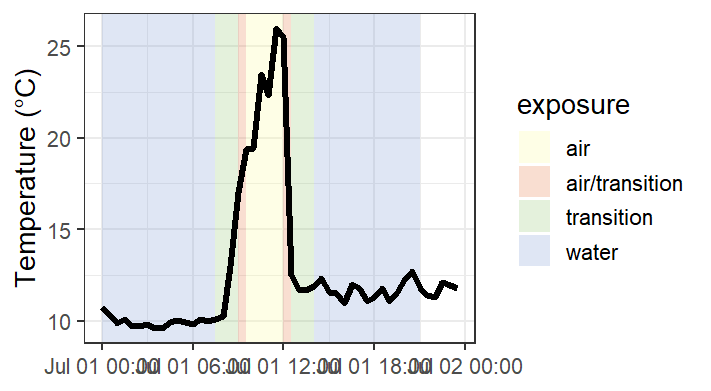 Temperature (°C)
25
20
15
10
Jul 01 00:00
Jul 01 06:00
Jul 01 12:00
Jul 01 18:00
Jul 02 00:00
exposure
air
air/transition
transition
water